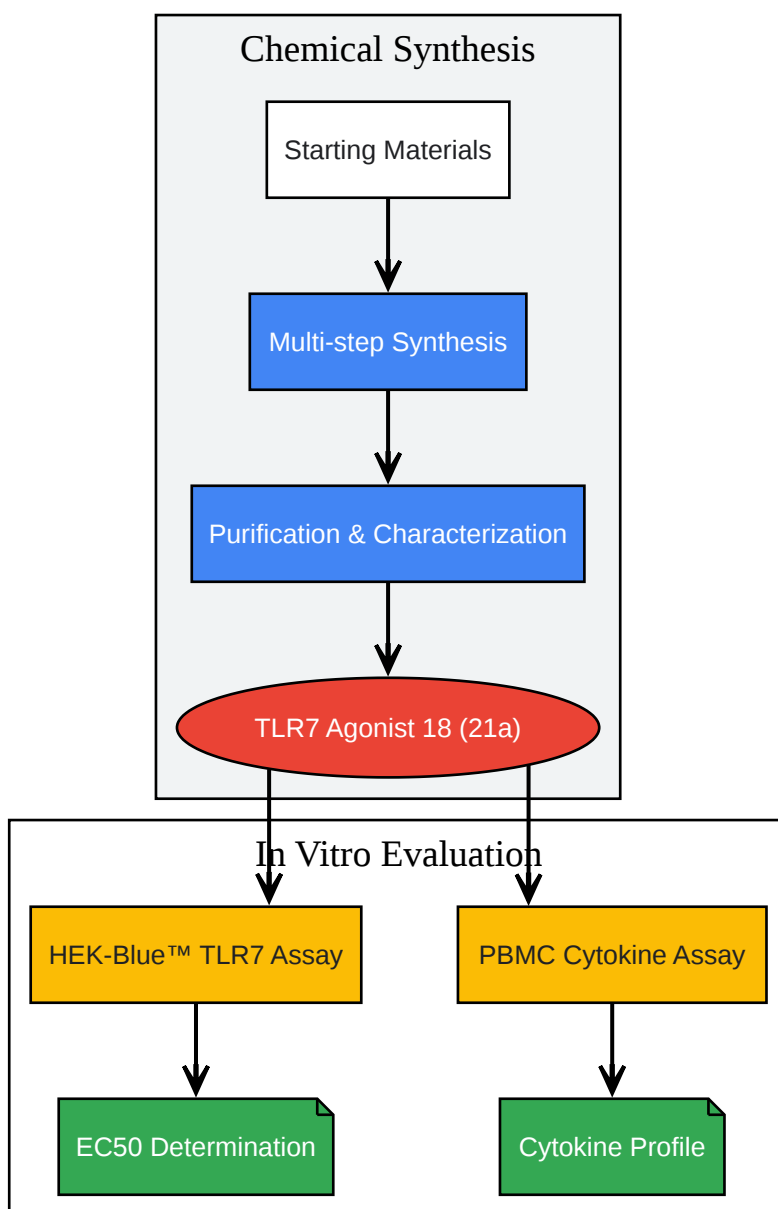 Chemical Synthesis
Starting Materials
Multi-step Synthesis
Purification & Characterization
TLR7 Agonist 18 (21a)
In Vitro Evaluation
HEK-Blue™ TLR7 Assay
PBMC Cytokine Assay
EC50 Determination
Cytokine Profile